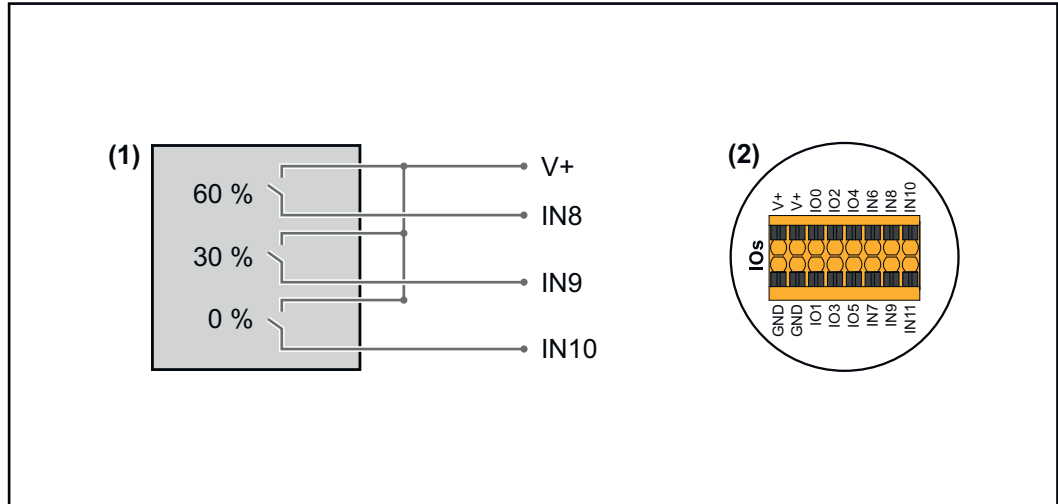 (1)
60 %
30 %
0 %
V+
IN8
IN9
IN10
(2)
V+ V+ IO0 IO2 IO4 IN6 IN8 IN10
IOs
GND GND IO1 IO3 IO5 IN7 IN9 IN11